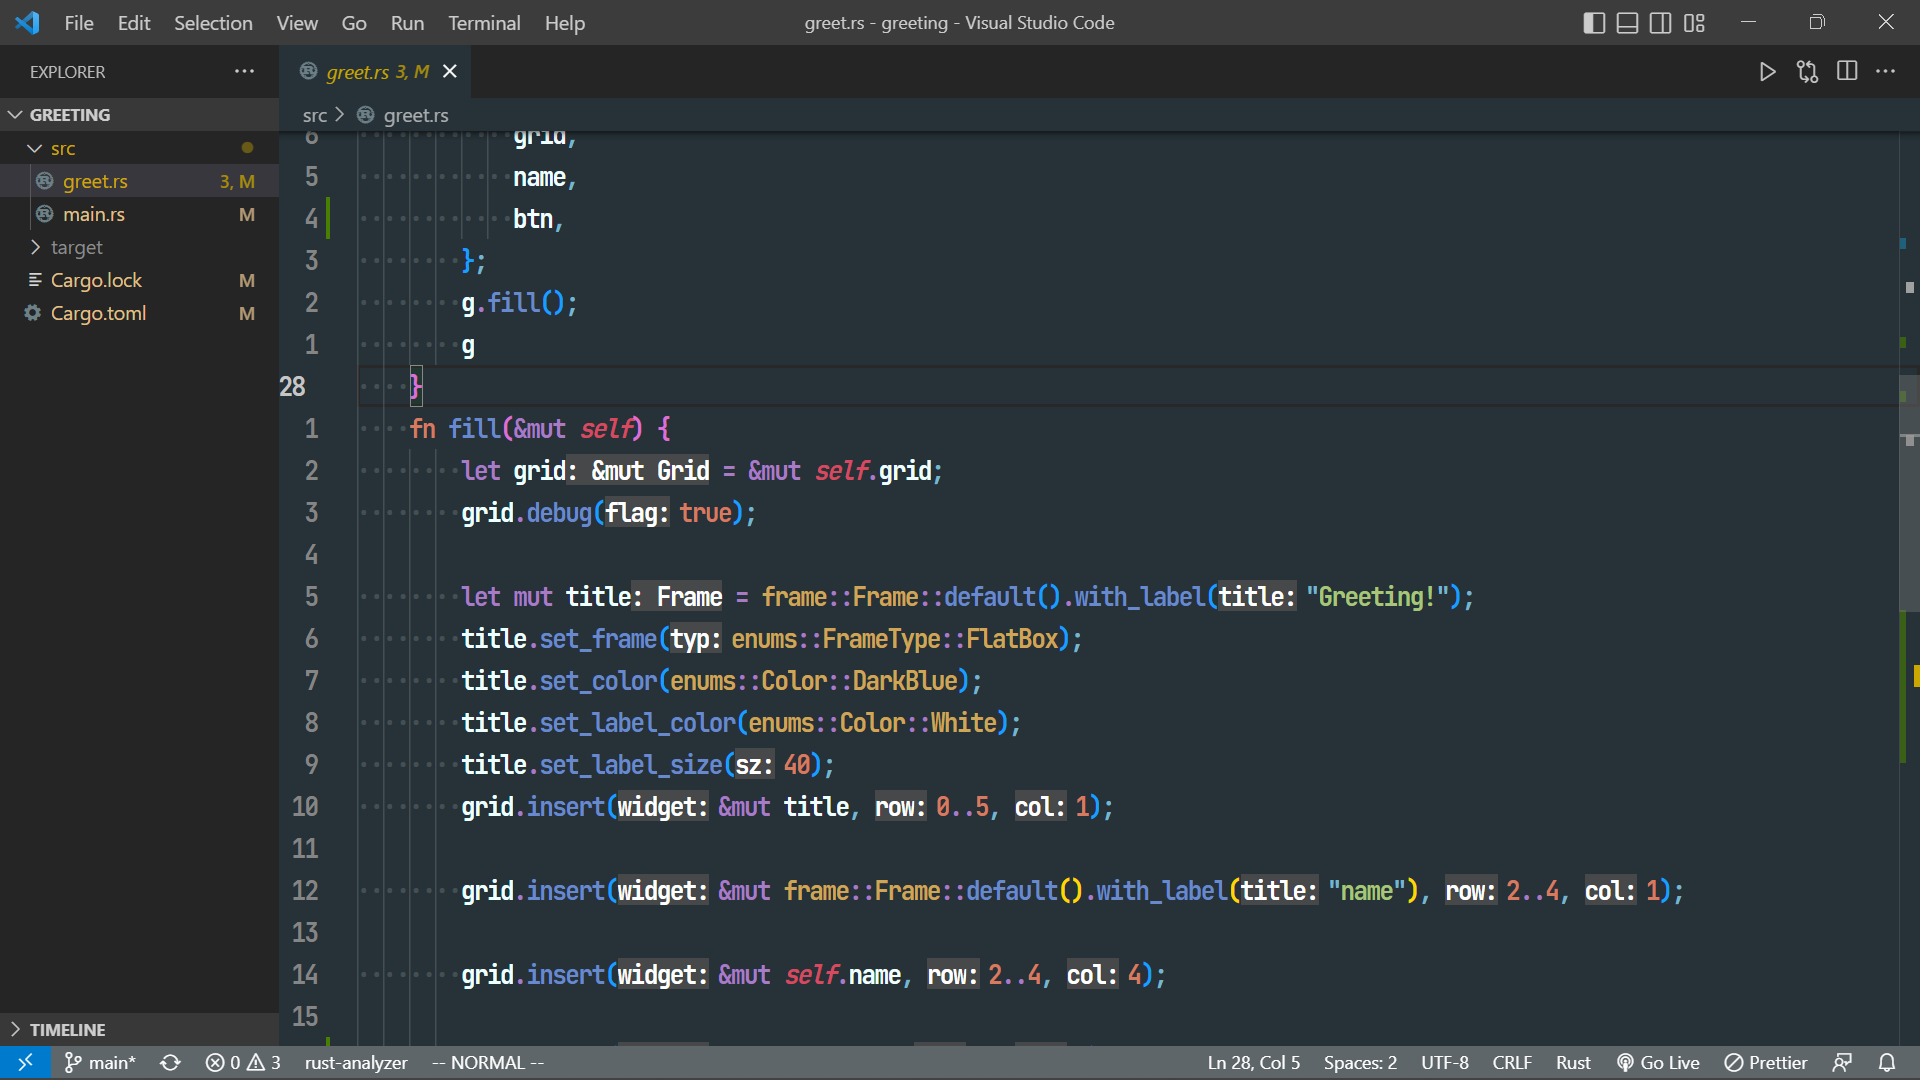 File Edit Selection View Go Run Terminal Help
greet.rs - greeting - Visual Studio Code
EXPLORER
greet.rs 3, M
GREETING
src
greet.rs 3, M
main.rs M
target
Cargo.lock M
Cargo.toml M
TIMELINE
src > greet.rs
6 grid,
5 name,
4 btn,
3 };
2 g.fill();
1 g
28 }
1 fn fill(&mut self) {
2 let grid: &mut Grid = &mut self.grid;
3 grid.debug(flag: true);
4
5 let mut title: Frame = frame::Frame::default().with_label(title: "Greeting!");
6 title.set_frame(typ: enums::FrameType::FlatBox);
7 title.set_color(enums::Color::DarkBlue);
8 title.set_label_color(enums::Color::White);
9 title.set_label_size(sz: 40);
10 grid.insert(widget: &mut title, row: 0..5, col: 1);
11
12 grid.insert(widget: &mut frame::Frame::default().with_label(title: "name"), row: 2..4, col: 1);
13
14 grid.insert(widget: &mut self.name, row: 2..4, col: 4);
15
main* 0 3 rust-analyzer -- NORMAL -- Ln 28, Col 5 Spaces: 2 UTF-8 CRLF Rust Go Live Prettier